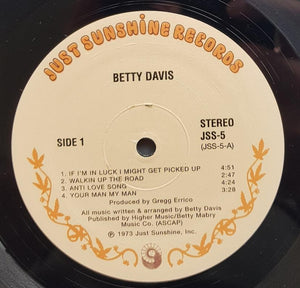 JUST SUNSHINE RECORDS
BETTY DAVIS
SIDE 1
STEREO
JSS-5
(JSS-5-A)
1. IF I'M IN LUCK I MIGHT GET PICKED UP 4:51
2. WALKIN UP THE ROAD 2:47
3. ANTI LOVE SONG 4:24
4. YOUR MAN MY MAN 3:28
Produced by Gregg Errico
All music written & arranged by Betty Davis
Published by Higher Music/Betty Mabry
Music Co. (ASCAP)
℗ 1973 Just Sunshine, Inc.